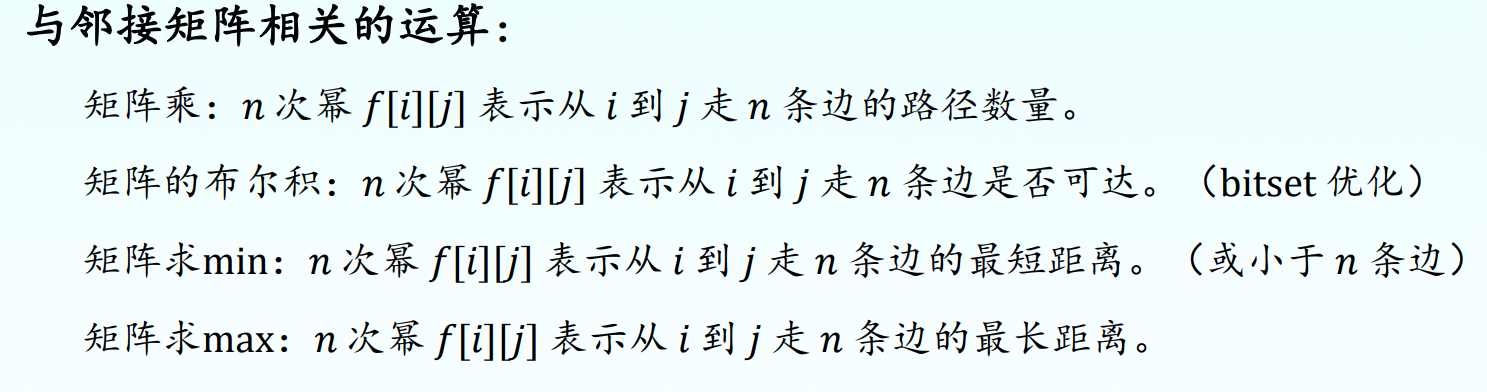 与邻接矩阵相关的运算：
矩阵乘：n 次幂 f[i][j] 表示从 i 到 j 走 n 条边的路径数量。
矩阵的布尔积：n 次幂 f[i][j] 表示从 i 到 j 走 n 条边是否可达。（bitset 优化）
矩阵求min：n 次幂 f[i][j] 表示从 i 到 j 走 n 条边的最短距离。（或小于 n 条边）
矩阵求max：n 次幂 f[i][j] 表示从 i 到 j 走 n 条边的最长距离。